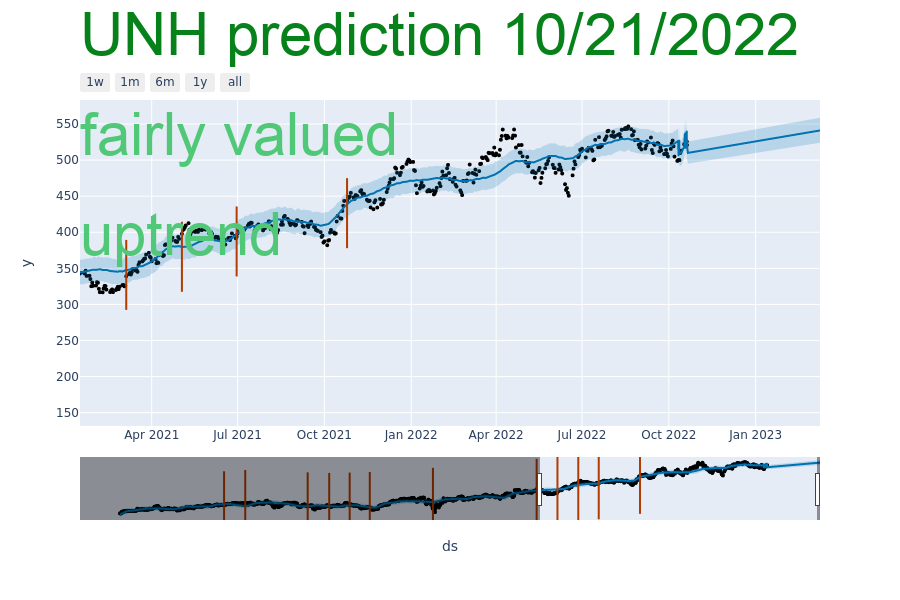 UNH prediction 10/21/2022
1w 1m 6m 1y all
fairly valued
uptrend
550
500
450
400
350
300
250
200
150
y
Apr 2021 Jul 2021 Oct 2021 Jan 2022 Apr 2022 Jul 2022 Oct 2022 Jan 2023
ds